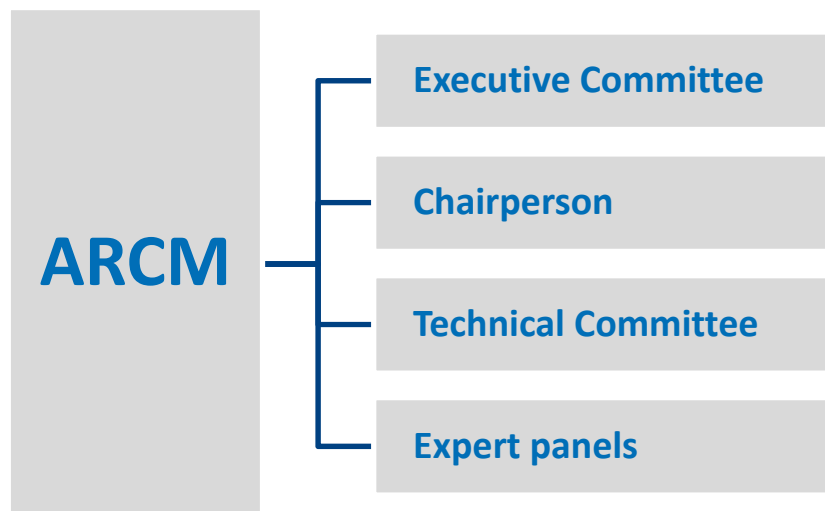 ARCM
Executive Committee
Chairperson
Technical Committee
Expert panels